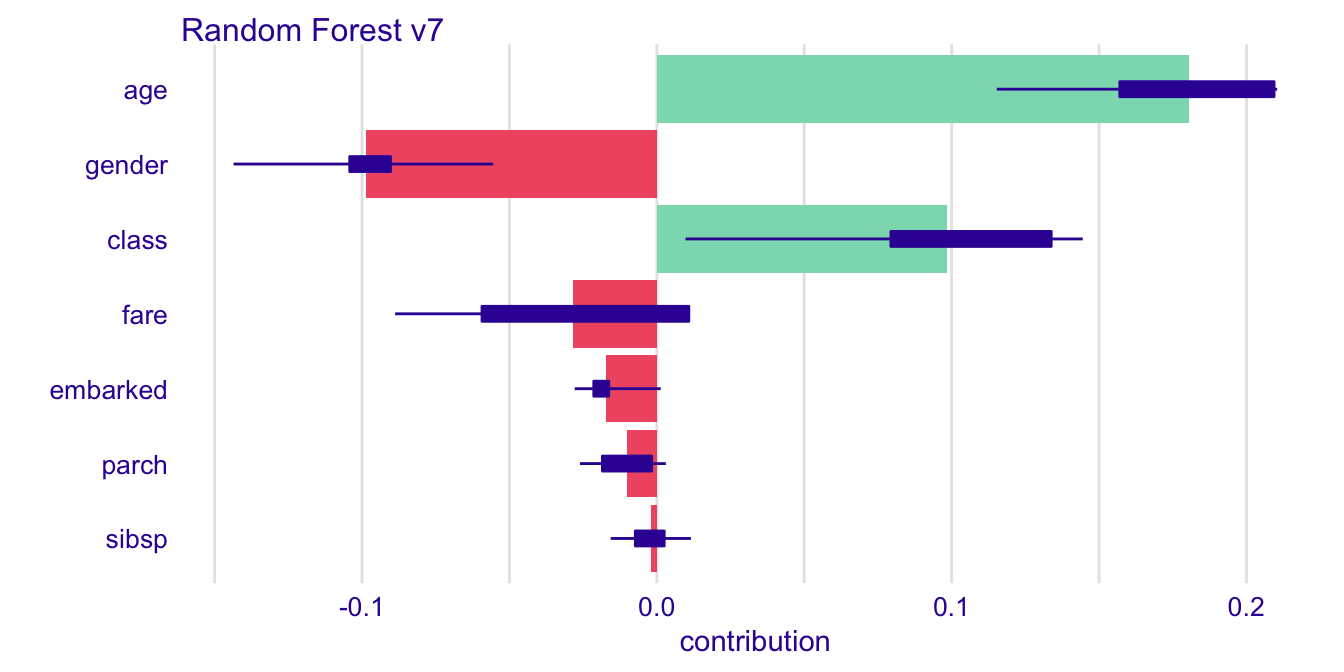 Random Forest v7
age
gender
class
fare
embarked
parch
sibsp
-0.1 0.0 0.1 0.2
contribution